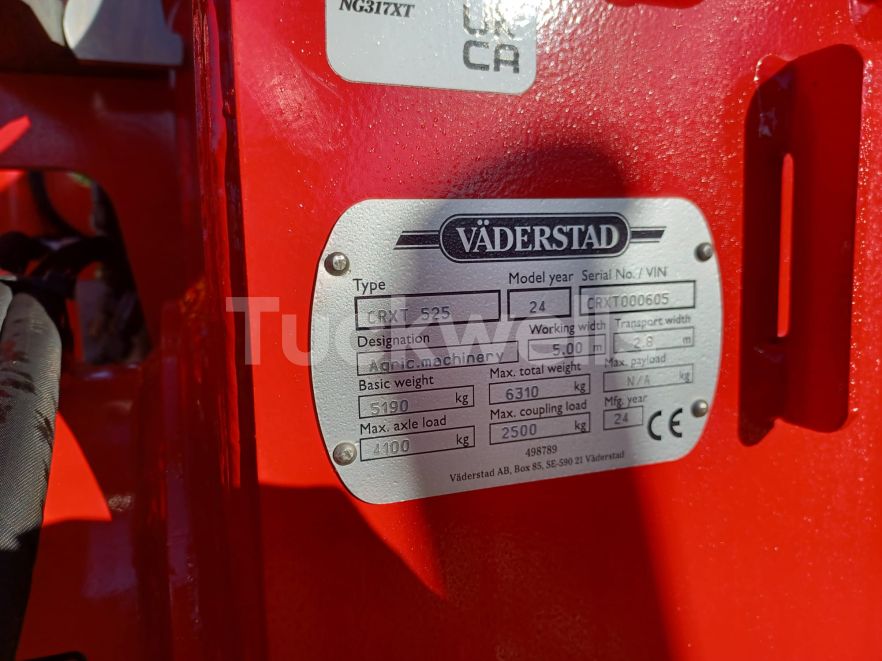 NG317XT
UK
CA
VÄDERSTAD
Type Model year Serial No. / VIN
CRXT 525 24 CRXT000605
Designation Working width Transport width
Agric.machinery 5.00 m 2.8 m
Basic weight Max. total weight Max. payload
5190 kg 6310 kg N/A kg
Max. axle load Max. coupling load Mfg. year
4100 kg 2500 kg 24
CE
498789
Väderstad AB, Box 85, SE-590 21 Väderstad
Tuckwell